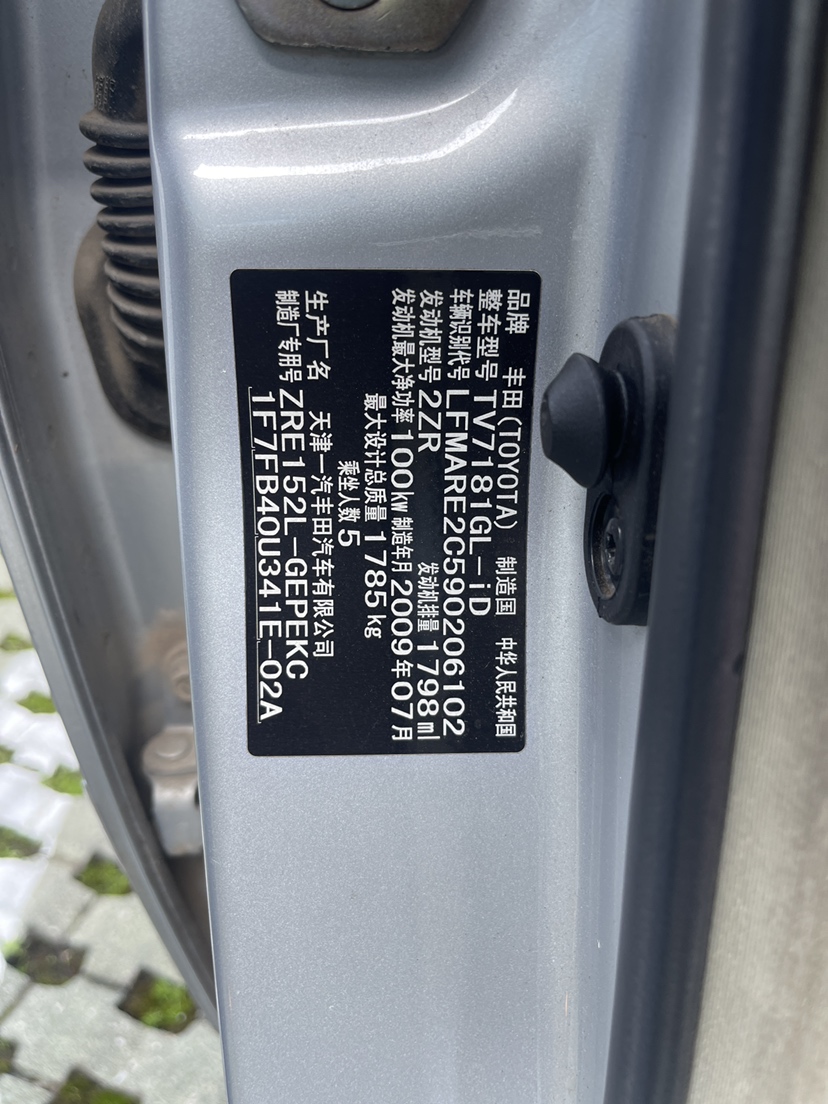 品牌 丰田(TOYOTA) 制造国 中华人民共和国
整车型号 TV7181GL-iD
车辆识别代号 LFMARE2C590206102
发动机型号 2ZR 发动机排量 1798ml
发动机最大净功率 100kw 制造年月 2009年07月
最大设计总质量 1785kg
乘坐人数 5
生产厂名 天津一汽丰田汽车有限公司
制造厂专用号 ZRE152L-GEPEKC
1F7FB40U341E-02A